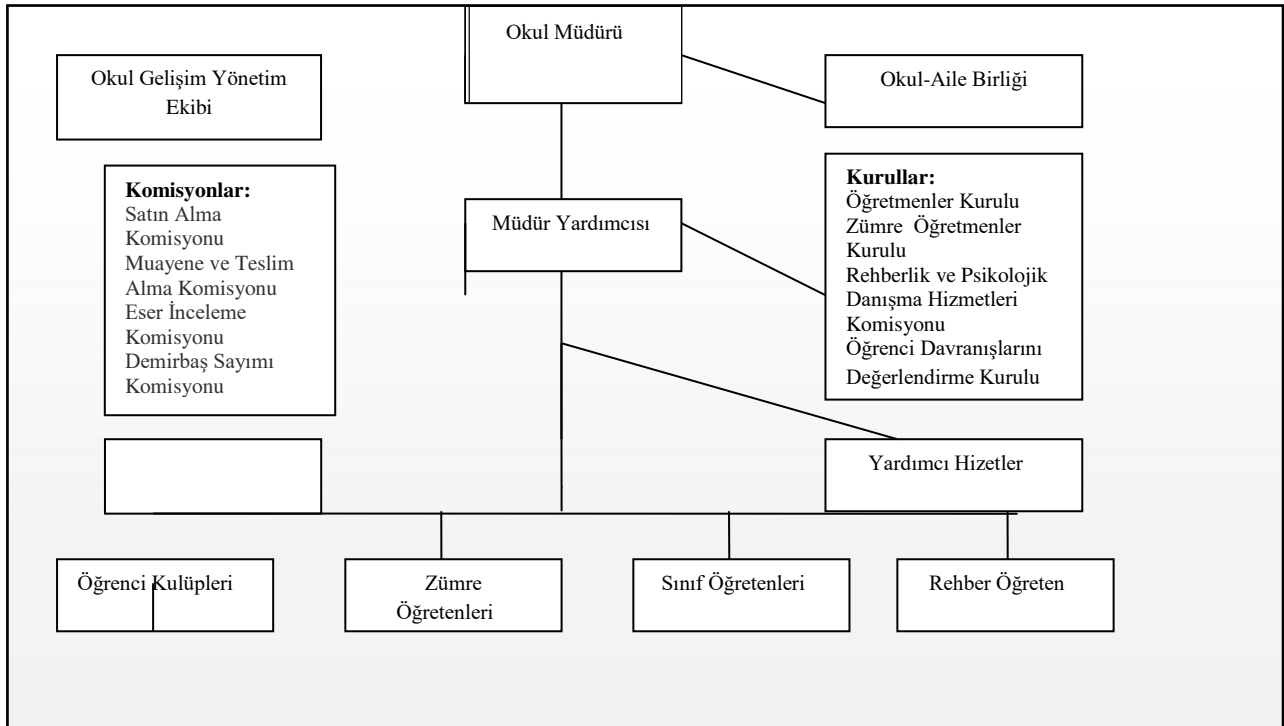 Okul Müdürü
Okul Gelişim Yönetim
Ekibi
Okul-Aile Birliği
Komisyonlar:
Satın Alma
Komisyonu
Muayene ve Teslim
Alma Komisyonu
Eser İnceleme
Komisyonu
Demirbaş Sayımı
Komisyonu
Müdür Yardımcısı
Kurullar:
Öğretmenler Kurulu
Zümre Öğretmenler
Kurulu
Rehberlik ve Psikolojik
Danışma Hizmetleri
Komisyonu
Öğrenci Davranışlarını
Değerlendirme Kurulu
Yardımcı Hizetler
Öğrenci Kulüpleri
Zümre
Öğretenleri
Sınıf Öğretenleri
Rehber Öğreten